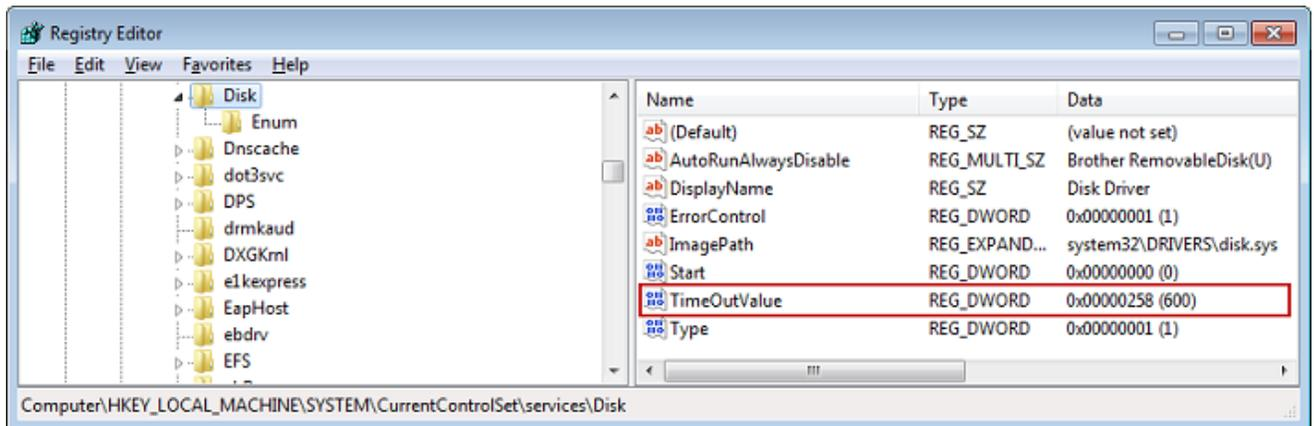 Registry Editor
File Edit View Favorites Help
Disk
Enum
Dnscache
dot3svc
DPS
drmkaud
DXGKrnl
e1kexpress
EapHost
ebdrv
EFS
Name Type Data
(Default) REG_SZ (value not set)
AutoRunAlwaysDisable REG_MULTI_SZ Brother RemovableDisk(U)
DisplayName REG_SZ Disk Driver
ErrorControl REG_DWORD 0x00000001 (1)
ImagePath REG_EXPAND... system32\DRIVERS\disk.sys
Start REG_DWORD 0x00000000 (0)
TimeOutValue REG_DWORD 0x00000258 (600)
Type REG_DWORD 0x00000001 (1)
Computer\HKEY_LOCAL_MACHINE\SYSTEM\CurrentControlSet\services\Disk